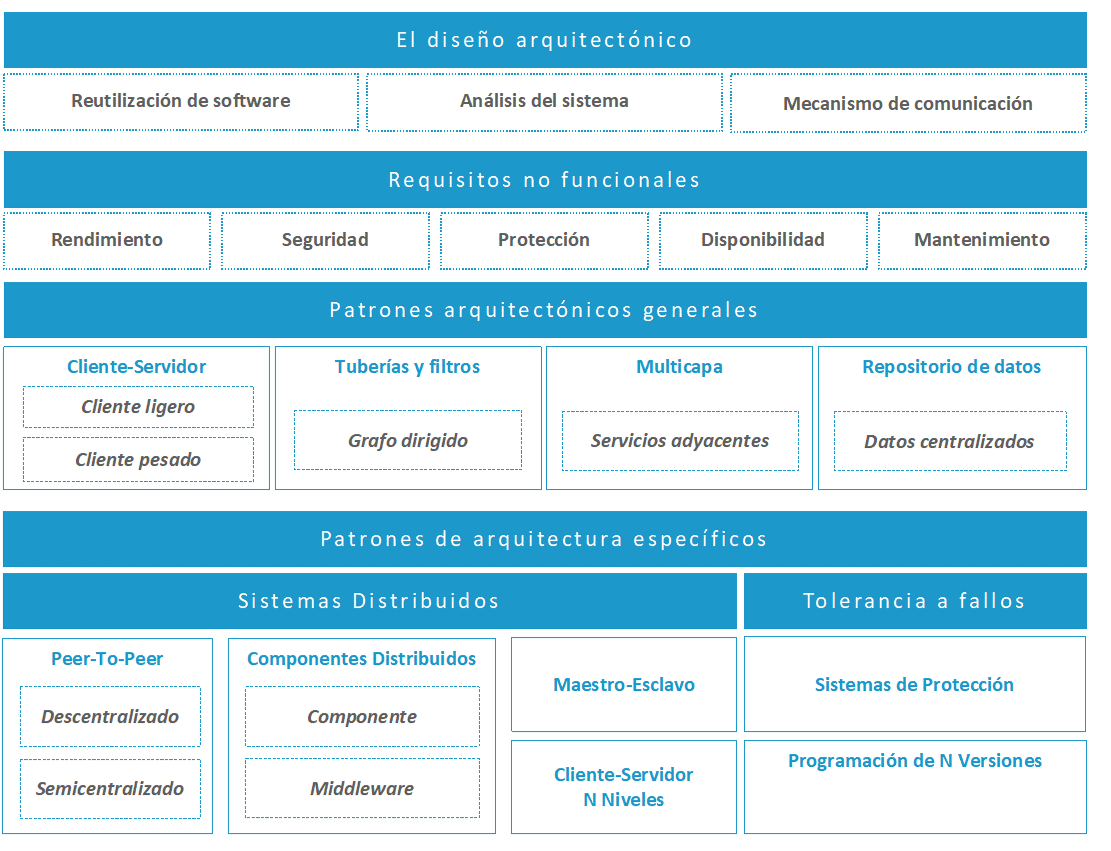 El diseño arquitectónico
Reutilización de software
Análisis del sistema
Mecanismo de comunicación
Requisitos no funcionales
Rendimiento
Seguridad
Protección
Disponibilidad
Mantenimiento
Patrones arquitectónicos generales
Cliente-Servidor
Cliente ligero
Cliente pesado
Tuberías y filtros
Grafo dirigido
Multicapa
Servicios adyacentes
Repositorio de datos
Datos centralizados
Patrones de arquitectura específicos
Sistemas Distribuidos
Peer-To-Peer
Descentralizado
Semicentralizado
Componentes Distribuidos
Componente
Middleware
Maestro-Esclavo
Cliente-Servidor
N Niveles
Tolerancia a fallos
Sistemas de Protección
Programación de N Versiones